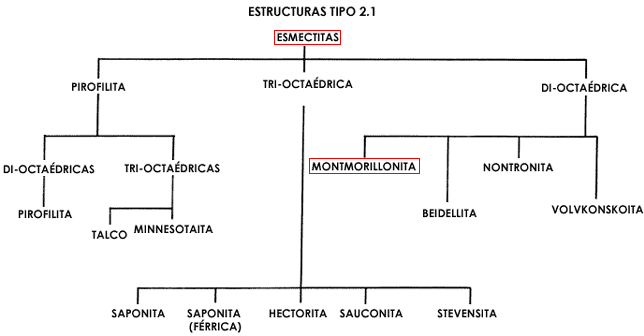 ESTRUCTURAS TIPO 2.1
ESMECTITAS
PIROFILITA
TRI-OCTAÉDRICA
DI-OCTAÉDRICA
DI-OCTAÉDRICAS
TRI-OCTAÉDRICAS
MONTMORILLONITA
NONTRONITA
PIROFILITA
TALCO
MINNESOTAITA
BEIDELLITA
VOLVKONSKOITA
SAPONITA
SAPONITA
(FÉRRICA)
HECTORITA
SAUCONITA
STEVENSITA